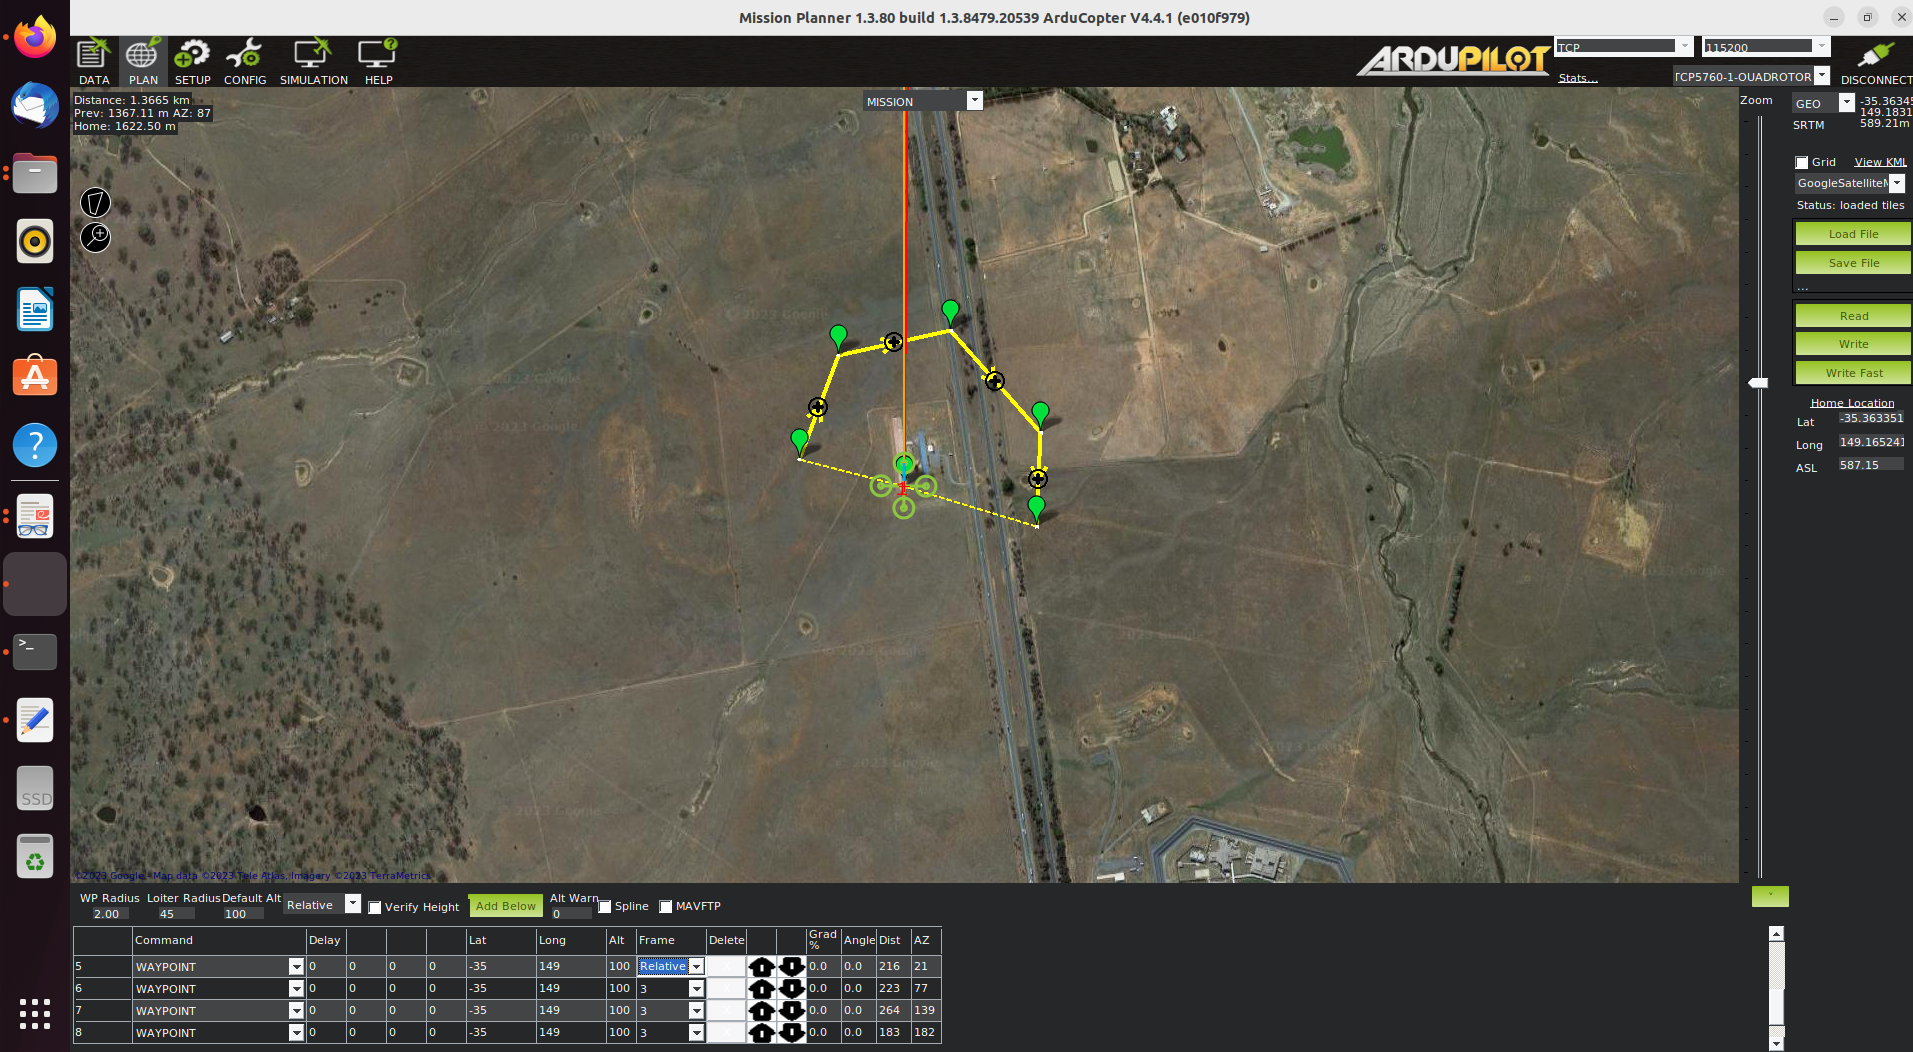 Mission Planner 1.3.80 build 1.3.8479.20539 ArduCopter V4.4.1 (e010f979)
DATA PLAN SETUP CONFIG SIMULATION HELP
ARDUPILOT
TCP 115200
Stats...
TCP5760-1-QUADROTOR
DISCONNECT
Distance: 1.3665 km
Prev: 1367.11 m AZ: 87
Home: 1622.50 m
MISSION
Zoom
GEO
-35.36345
149.1831
SRTM
589.21m
Grid View KML
GoogleSatelliteM
Status: loaded tiles
Load File
Save File
...
Read
Write
Write Fast
Home Location
Lat -35.363351
Long 149.165241
ASL 587.15
©2023 Google - Map data ©2023 Tele Atlas, Imagery ©2023 TerraMetrics
WP Radius Loiter Radius Default Alt Relative Verify Height Add Below Alt Warn Spline MAVFTP
2.00 45 100 0
Command Delay Lat Long Alt Frame Delete Grad % Angle Dist AZ
5 WAYPOINT 0 0 0 0 -35 149 100 Relative 0.0 0.0 216 21
6 WAYPOINT 0 0 0 0 -35 149 100 3 0.0 0.0 223 77
7 WAYPOINT 0 0 0 0 -35 149 100 3 0.0 0.0 264 139
8 WAYPOINT 0 0 0 0 -35 149 100 3 0.0 0.0 183 182
SSD